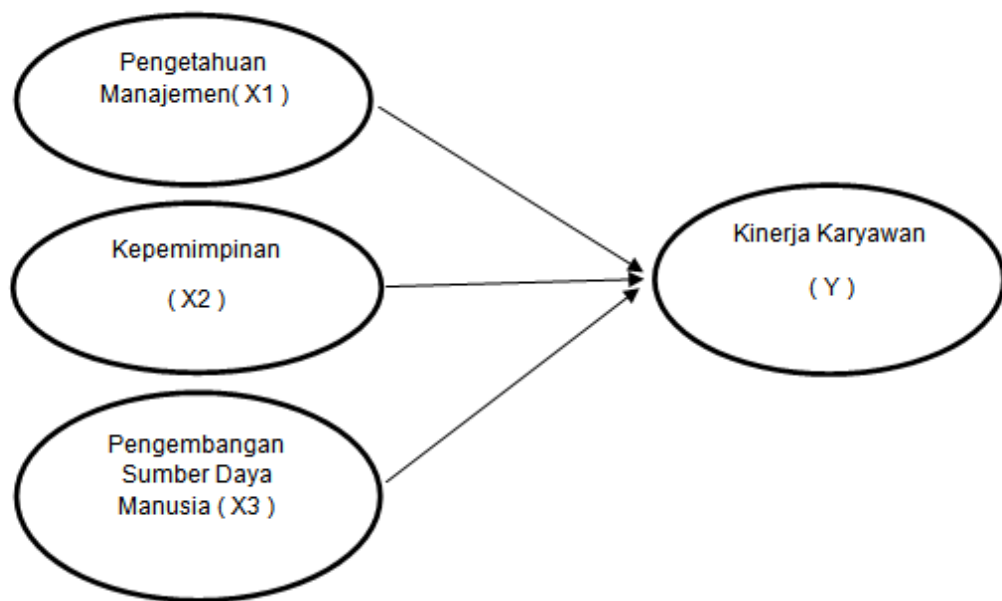 Pengetahuan
Manajemen( X1 )
Kepemimpinan
( X2 )
Pengembangan
Sumber Daya
Manusia ( X3 )
Kinerja Karyawan
( Y )